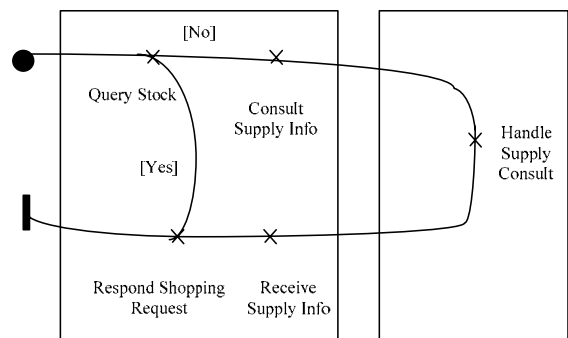 [No]
Query Stock
Consult
Supply Info
Handle
Supply
Consult
[Yes]
Respond Shopping
Request
Receive
Supply Info